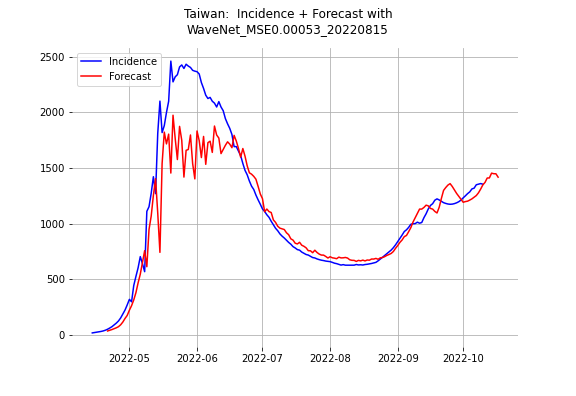 Taiwan:  Incidence + Forecast with
WaveNet_MSE0.00053_20220815
Incidence
Forecast
2500
2000
1500
1000
500
0
2022-05 2022-06 2022-07 2022-08 2022-09 2022-10